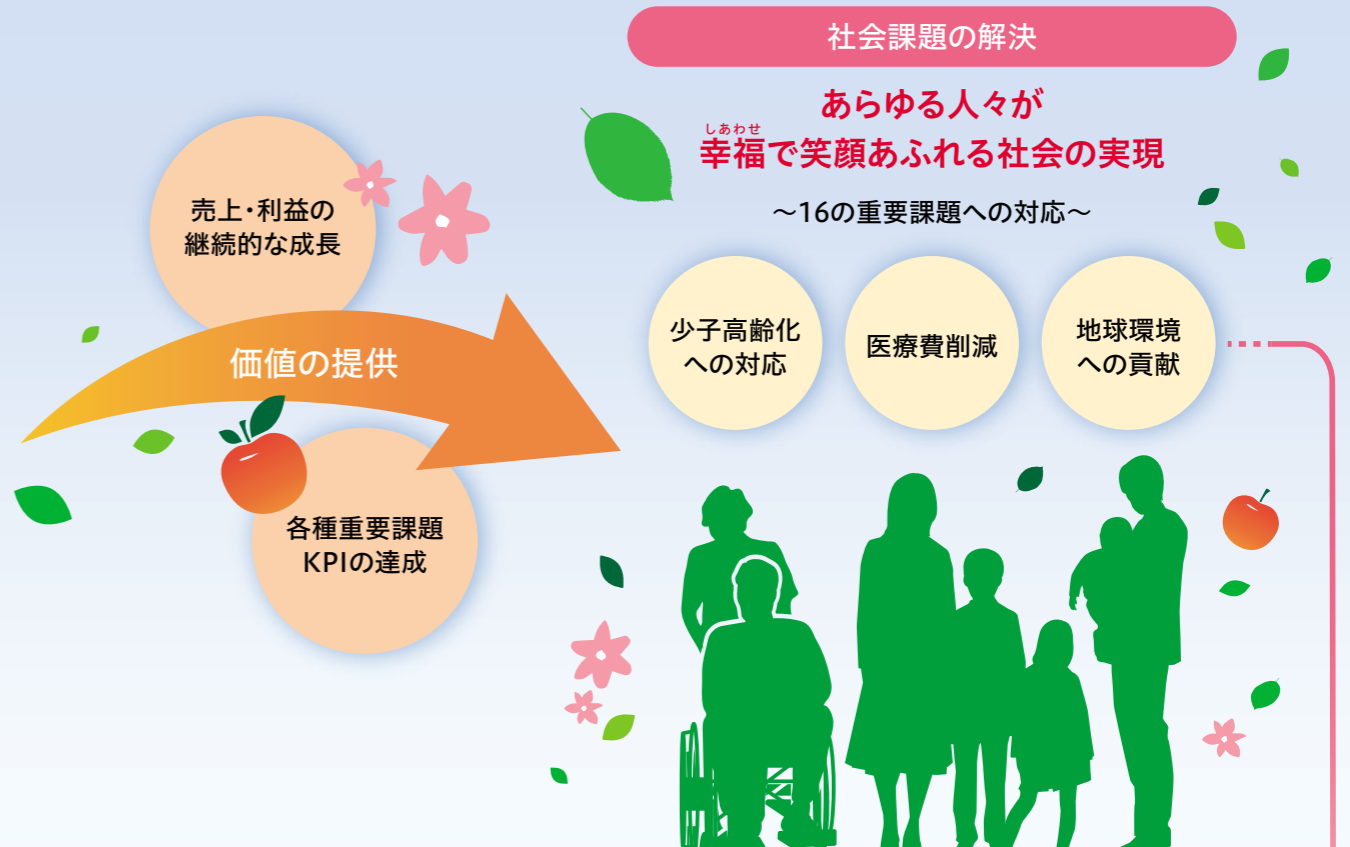 売上・利益の
継続的な成長
価値の提供
各種重要課題
KPIの達成
社会課題の解決
あらゆる人々が
しあわせ
幸福で笑顔あふれる社会の実現
〜16の重要課題への対応〜
少子高齢化
への対応
医療費削減
地球環境
への貢献